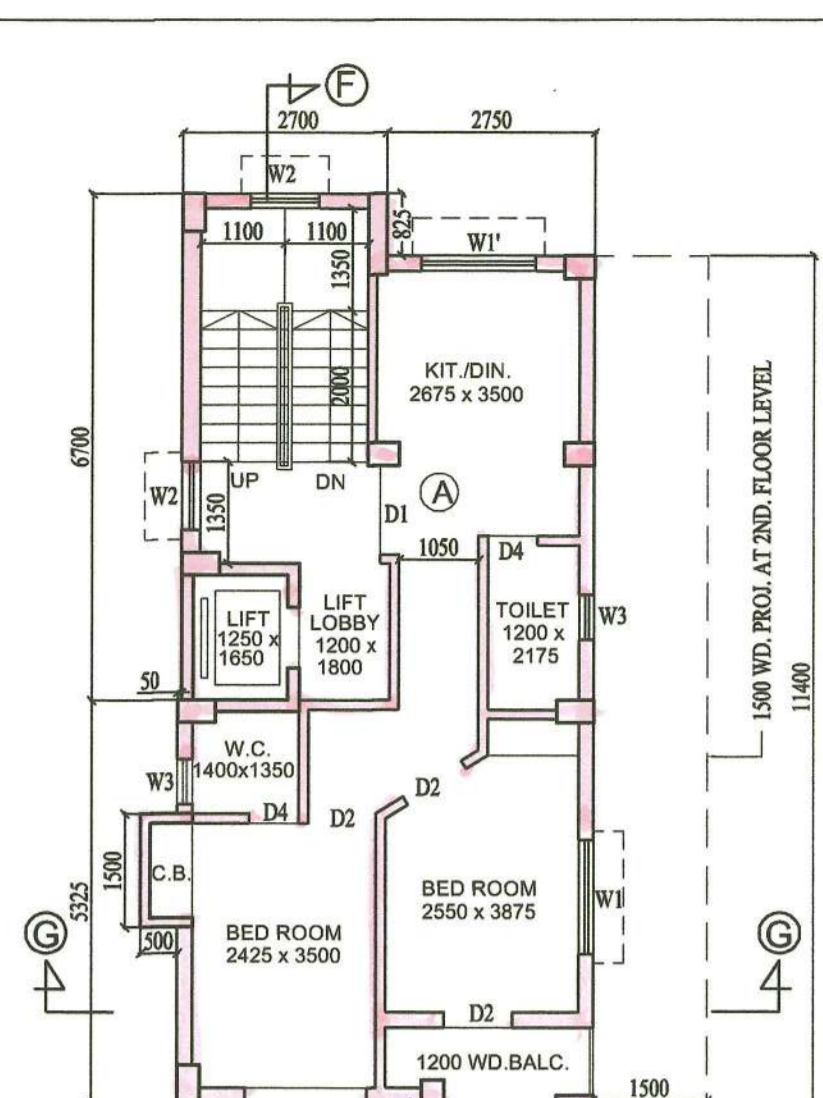 F
2700
2750
W2
825
1100
1100
W1'
1350
KIT./DIN.
2675 x 3500
2000
6700
1500 WD. PROJ. AT 2ND. FLOOR LEVEL
UP
DN
A
W2
1350
D1
1050
D4
LIFT
1250 x
1650
LIFT
LOBBY
1200 x
1800
TOILET
1200 x
2175
W3
11400
50
W.C.
1400x1350
W3
D2
D4
D2
1500
C.B.
5325
BED ROOM
2550 x 3875
W1
G
BED ROOM
2425 x 3500
G
500
D2
1200 WD.BALC.
1500